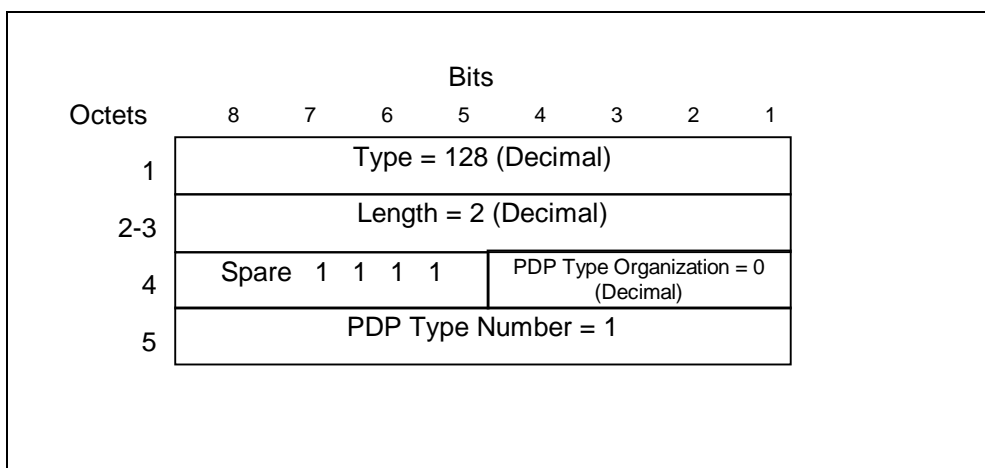 Bits
Octets 8 7 6 5 4 3 2 1
1 Type = 128 (Decimal)
2-3 Length = 2 (Decimal)
4 Spare 1 1 1 1 PDP Type Organization = 0
(Decimal)
5 PDP Type Number = 1